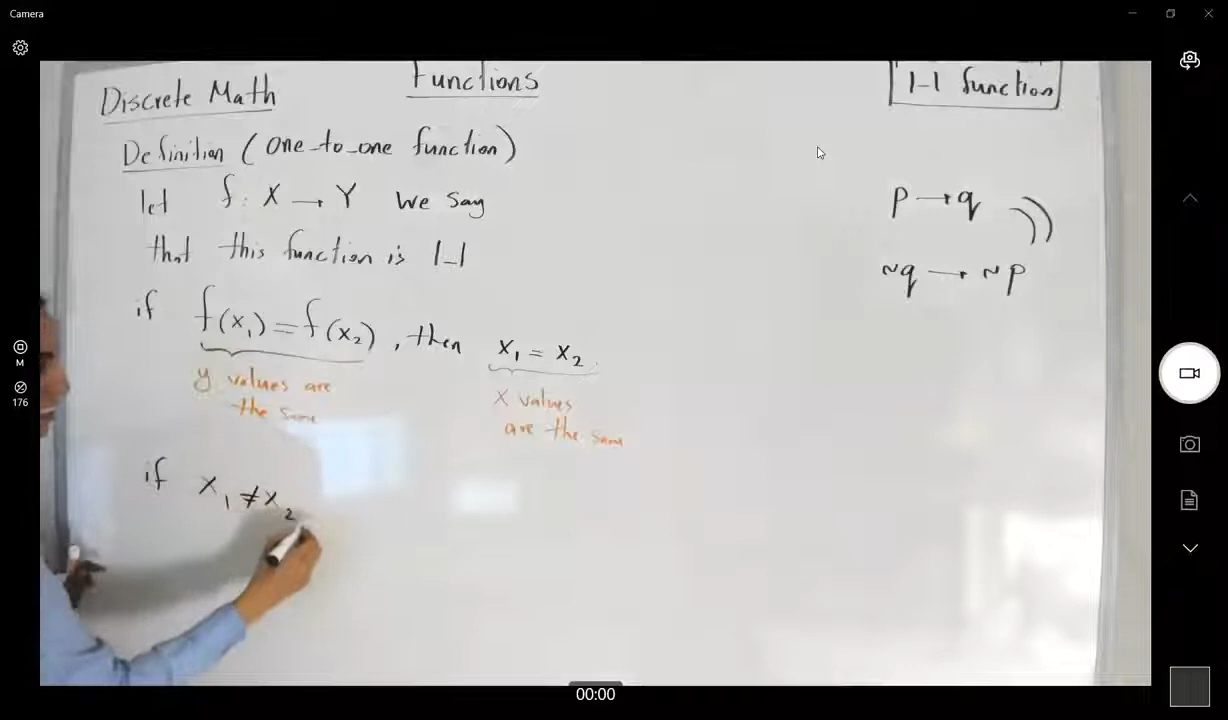 Camera
Discrete Math
Functions
1-1 function
Definition (One-to-one function)
let f: X → Y we say
that this function is 1-1
if f(x₁) = f(x₂), then x₁ = x₂
y values are
the same
x values
are the same
if x₁ ≠ x₂
p → q
~q → ~p
M
176
00:00